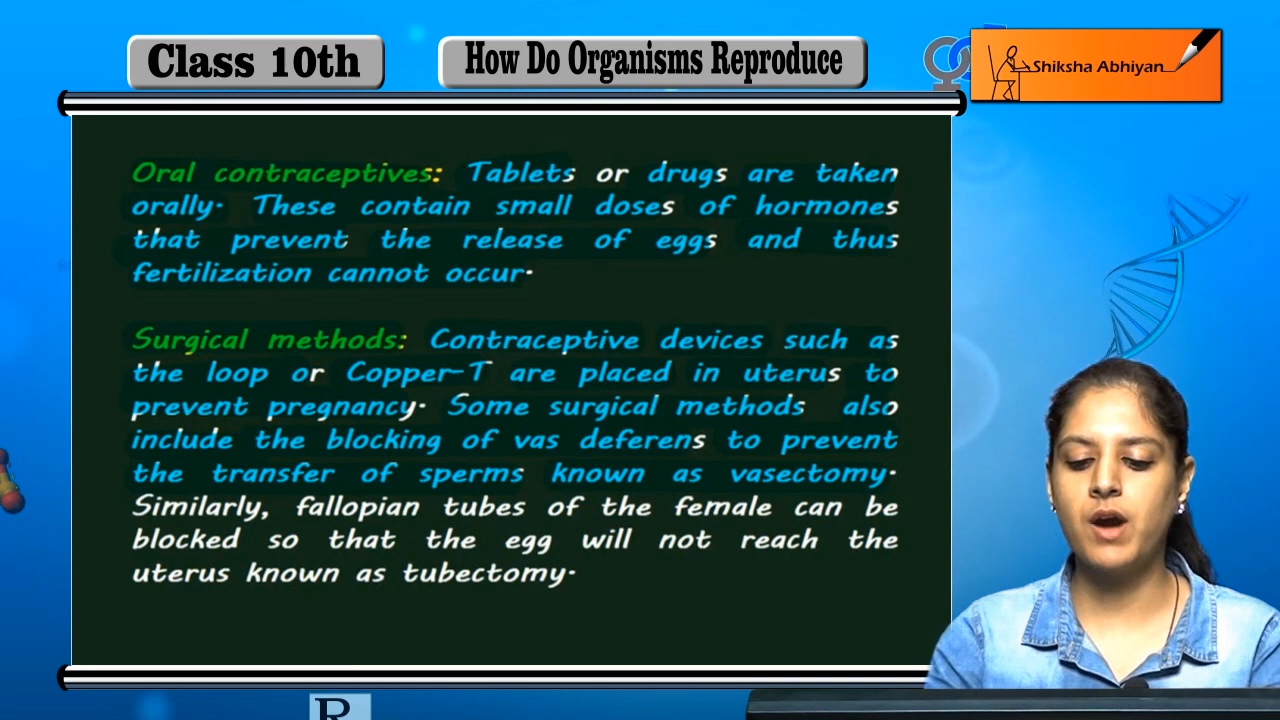 Class 10th
How Do Organisms Reproduce
Shiksha Abhiyan
Oral contraceptives: Tablets or drugs are taken
orally. These contain small doses of hormones
that prevent the release of eggs and thus
fertilization cannot occur.
Surgical methods: Contraceptive devices such as
the loop or Copper-T are placed in uterus to
prevent pregnancy. Some surgical methods also
include the blocking of vas deferens to prevent
the transfer of sperms known as vasectomy.
Similarly, fallopian tubes of the female can be
blocked so that the egg will not reach the
uterus known as tubectomy.
R